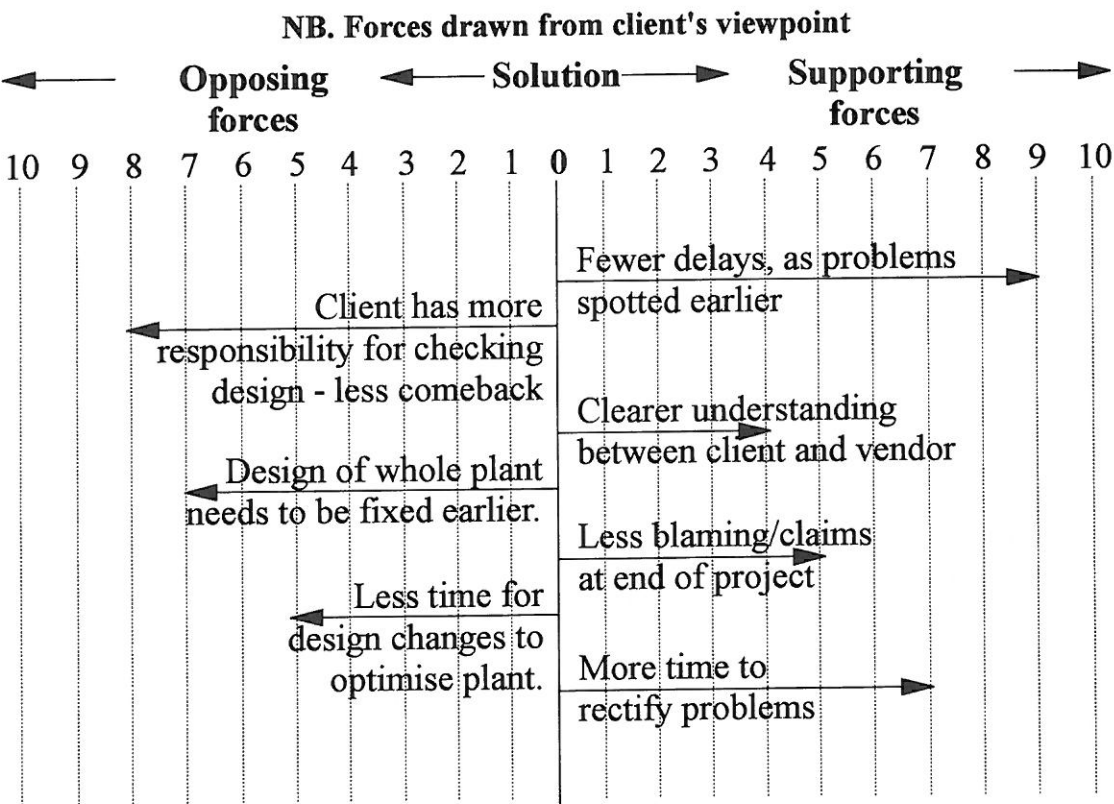 NB. Forces drawn from client's viewpoint
Opposing forces
Solution
Supporting forces
10 9 8 7 6 5 4 3 2 1 0 1 2 3 4 5 6 7 8 9 10
Fewer delays, as problems
spotted earlier
Client has more
responsibility for checking
design - less comeback
Clearer understanding
between client and vendor
Design of whole plant
needs to be fixed earlier.
Less blaming/claims
at end of project
Less time for
design changes to
optimise plant.
More time to
rectify problems